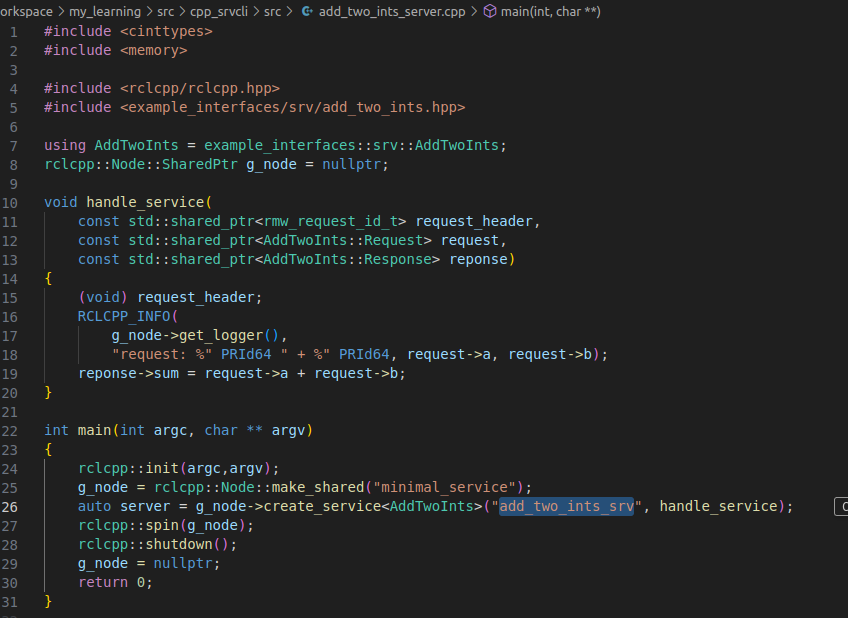 orkspace > my_learning > src > cpp_srvcli > src > add_two_ints_server.cpp > main(int, char **)
1 #include <cinttypes>
2 #include <memory>
3
4 #include <rclcpp/rclcpp.hpp>
5 #include <example_interfaces/srv/add_two_ints.hpp>
6
7 using AddTwoInts = example_interfaces::srv::AddTwoInts;
8 rclcpp::Node::SharedPtr g_node = nullptr;
9
10 void handle_service(
11     const std::shared_ptr<rmw_request_id_t> request_header,
12     const std::shared_ptr<AddTwoInts::Request> request,
13     const std::shared_ptr<AddTwoInts::Response> reponse)
14 {
15     (void) request_header;
16     RCLCPP_INFO(
17         g_node->get_logger(),
18         "request: %" PRId64 " + %" PRId64, request->a, request->b);
19     reponse->sum = request->a + request->b;
20 }
21
22 int main(int argc, char ** argv)
23 {
24     rclcpp::init(argc,argv);
25     g_node = rclcpp::Node::make_shared("minimal_service");
26     auto server = g_node->create_service<AddTwoInts>("add_two_ints_srv", handle_service);
27     rclcpp::spin(g_node);
28     rclcpp::shutdown();
29     g_node = nullptr;
30     return 0;
31 }